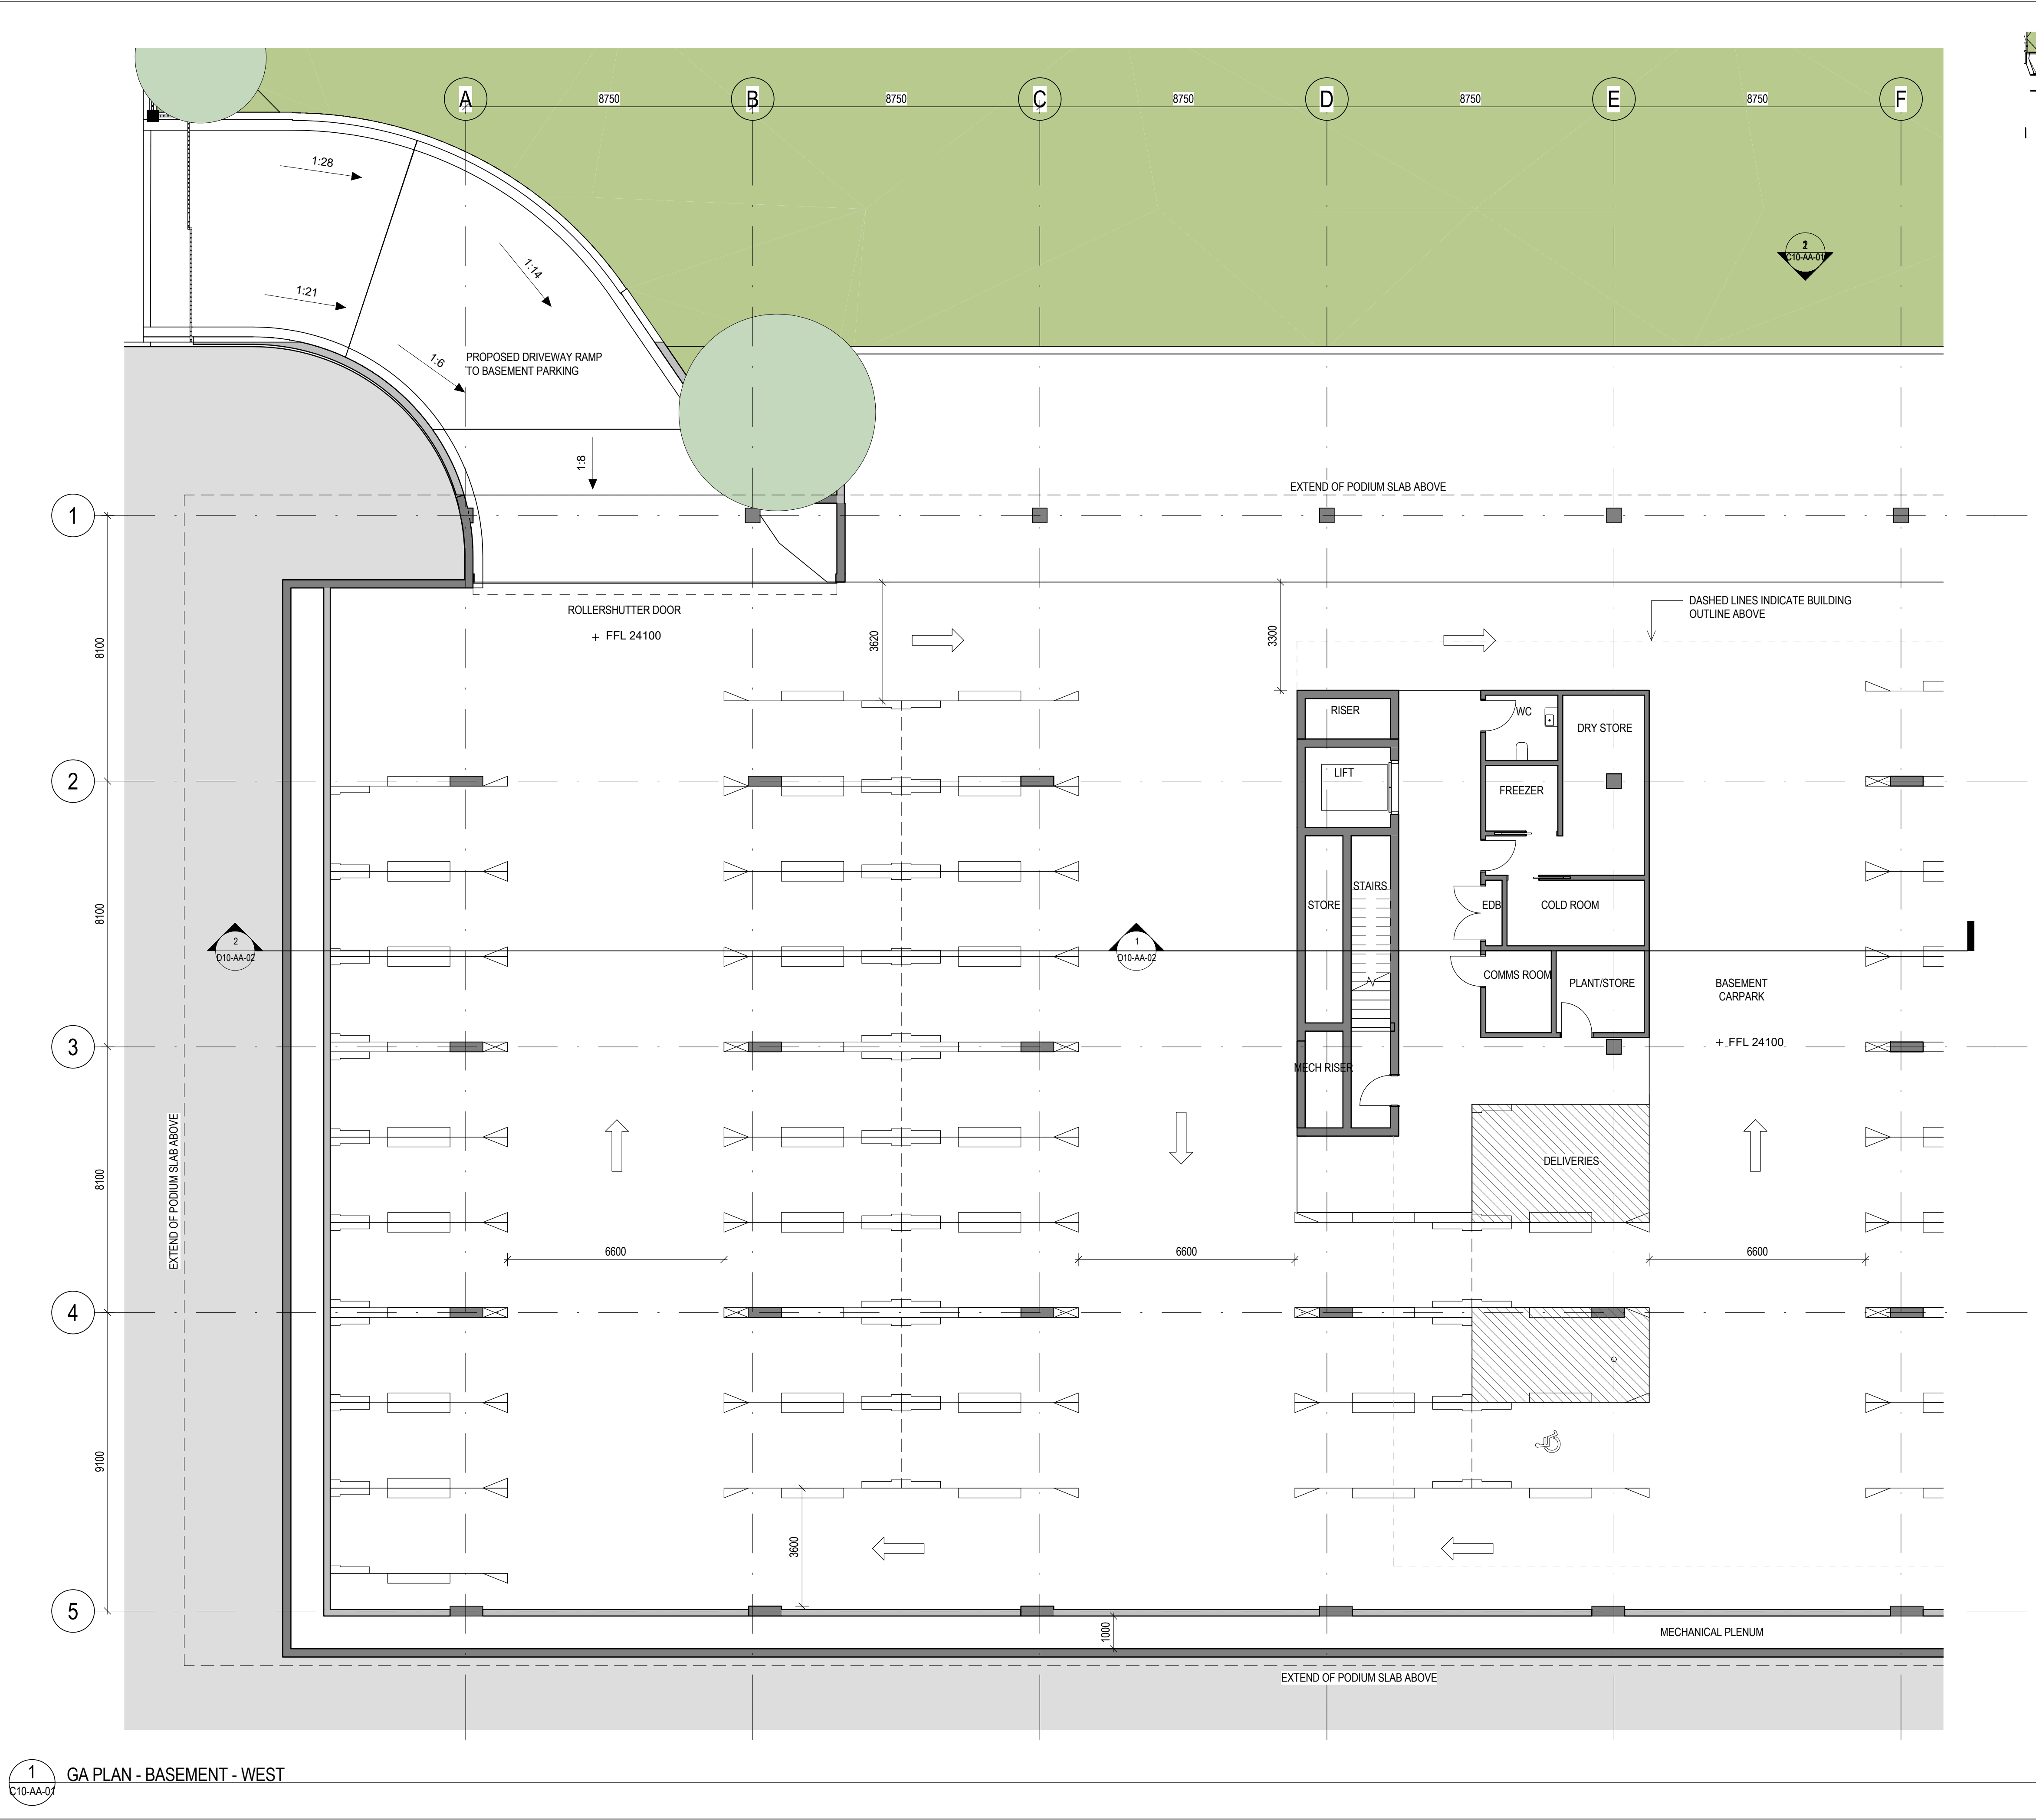 A
8750
B
8750
C
8750
D
8750
E
8750
F
1:28
1:21
1:14
1:6
PROPOSED DRIVEWAY RAMP
TO BASEMENT PARKING
1:8
2
C10-AA-01
EXTEND OF PODIUM SLAB ABOVE
1
ROLLERSHUTTER DOOR
+ FFL 24100
3620
3300
DASHED LINES INDICATE BUILDING
OUTLINE ABOVE
8100
RISER
WC
DRY STORE
2
LIFT
FREEZER
8100
STORE
STAIRS
EDB
COLD ROOM
2
D10-AA-02
1
D10-AA-02
COMMS ROOM
PLANT/STORE
BASEMENT
CARPARK
3
+ FFL 24100
MECH RISER
EXTEND OF PODIUM SLAB ABOVE
8100
DELIVERIES
6600
6600
6600
4
9100
3600
5
1000
MECHANICAL PLENUM
EXTEND OF PODIUM SLAB ABOVE
1
C10-AA-01
GA PLAN - BASEMENT - WEST